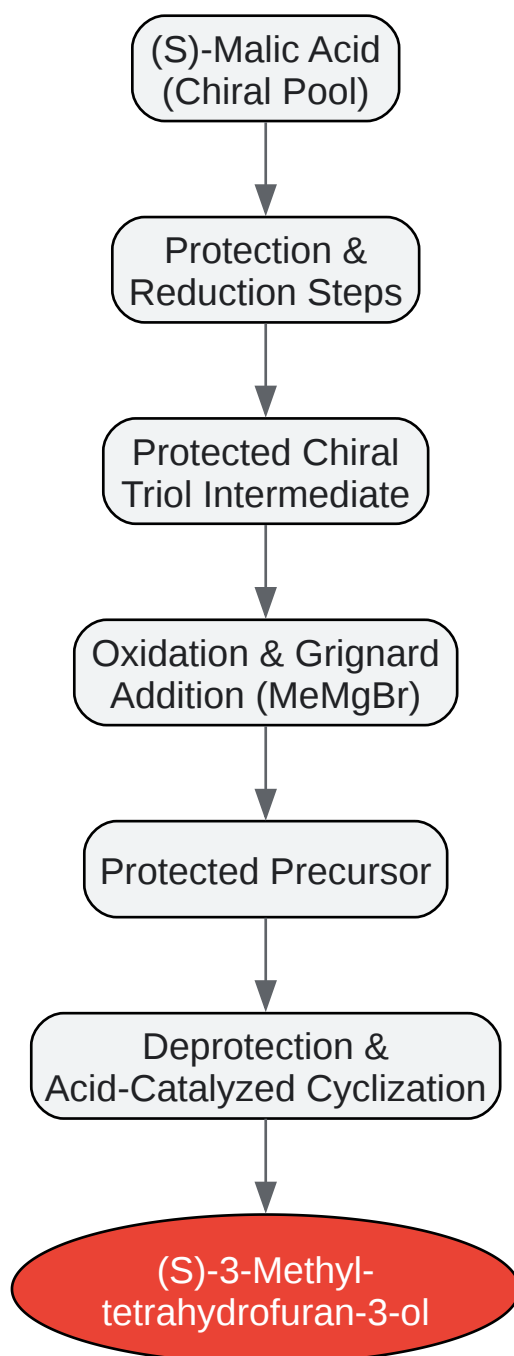 (S)-Malic Acid
(Chiral Pool)
Protection &
Reduction Steps
Protected Chiral
Triol Intermediate
Oxidation & Grignard
Addition (MeMgBr)
Protected Precursor
Deprotection &
Acid-Catalyzed Cyclization
(S)-3-Methyl-
tetrahydrofuran-3-ol